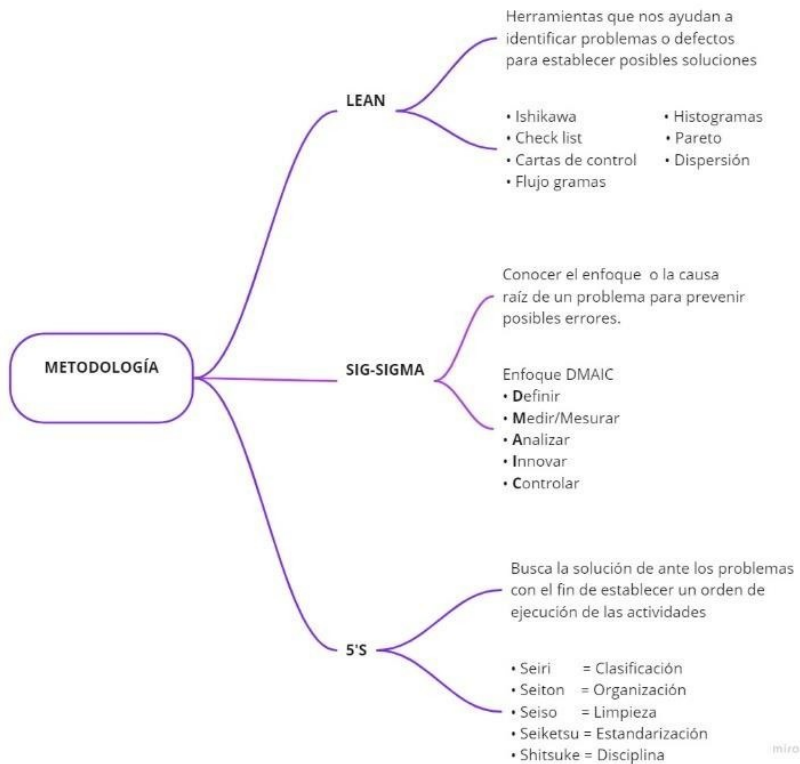 METODOLOGÍA
LEAN
Herramientas que nos ayudan a
identificar problemas o defectos
para establecer posibles soluciones
• Ishikawa
• Check list
• Cartas de control
• Flujo gramas
• Histogramas
• Pareto
• Dispersión
SIG-SIGMA
Conocer el enfoque o la causa
raíz de un problema para prevenir
posibles errores.
Enfoque DMAIC
• Definir
• Medir/Mesurar
• Analizar
• Innovar
• Controlar
5'S
Busca la solución de ante los problemas
con el fin de establecer un orden de
ejecución de las actividades
• Seiri = Clasificación
• Seiton = Organización
• Seiso = Limpieza
• Seiketsu = Estandarización
• Shitsuke = Disciplina
miro